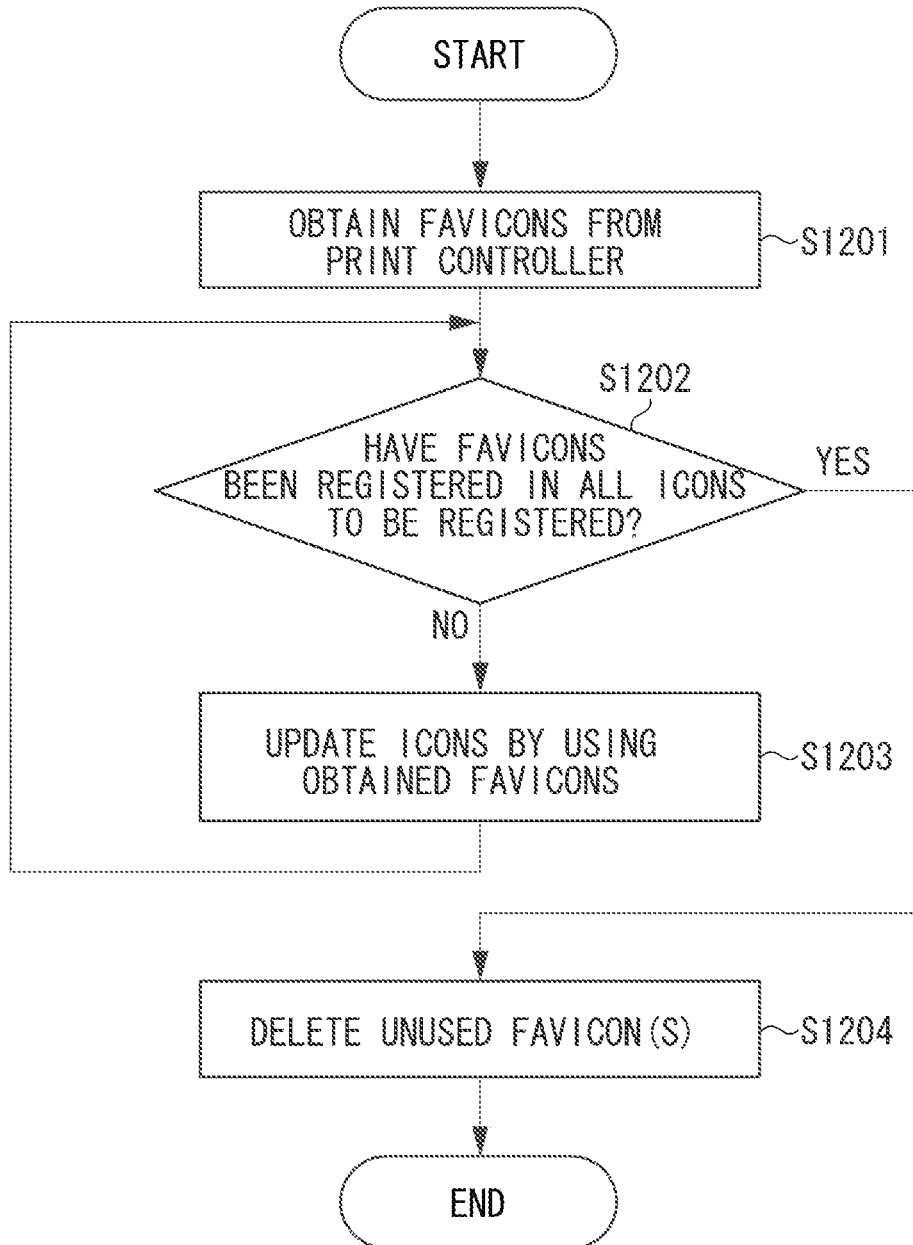 START
OBTAIN FAVICONS FROM
PRINT CONTROLLER
S1201
S1202
HAVE FAVICONS
BEEN REGISTERED IN ALL ICONS
TO BE REGISTERED?
YES
NO
UPDATE ICONS BY USING
OBTAINED FAVICONS
S1203
DELETE UNUSED FAVICON(S)
S1204
END